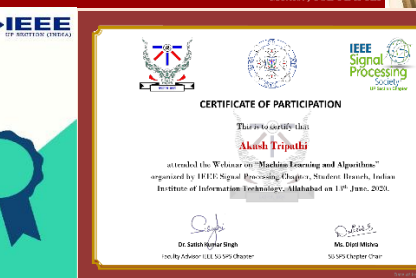 IEEE
UP SECTION (INDIA)
IEEE
Signal
Processing
Society
UP Section Chapter
CERTIFICATE OF PARTICIPATION
This is to certify that
Akash Tripathi
attended the Webinar on "Machine Learning and Algorithms"
organized by IEEE Signal Processing Chapter, Student Branch, Indian
Institute of Information Technology, Allahabad on 13th June, 2020.
Dr. Satish Kumar Singh
Ms. Dipti Mishra
Faculty Advisor IEEE SB SPS Chapter
SB SPS Chapter Chair